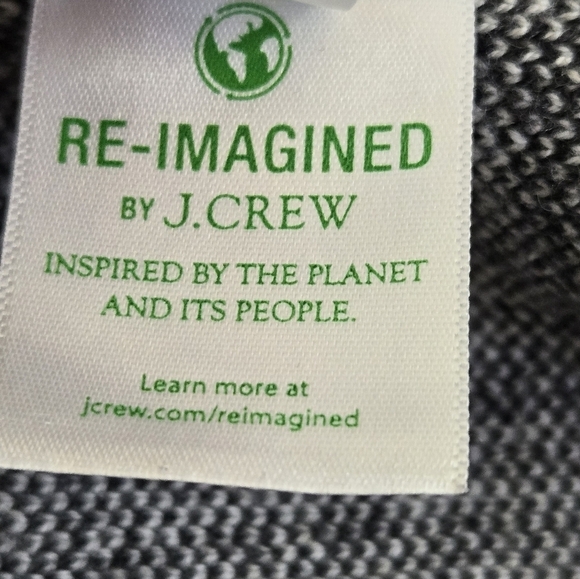 RE-IMAGINED
BY J.CREW
INSPIRED BY THE PLANET
AND ITS PEOPLE.
Learn more at
jcrew.com/reimagined